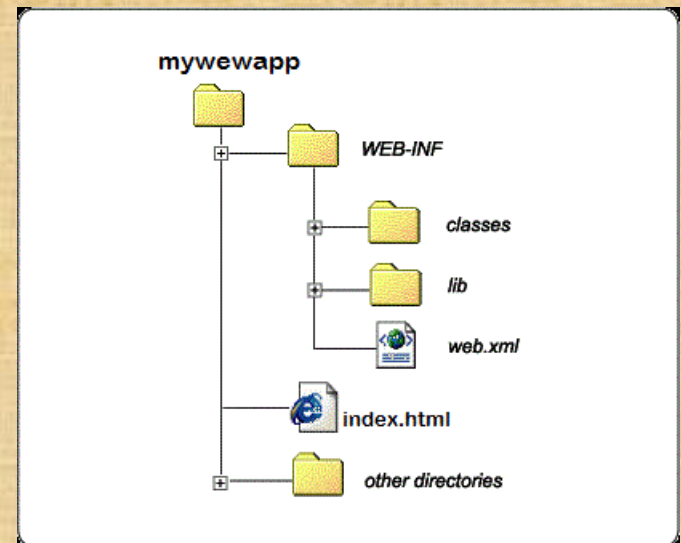 mywewapp
WEB-INF
classes
lib
web.xml
index.html
other directories